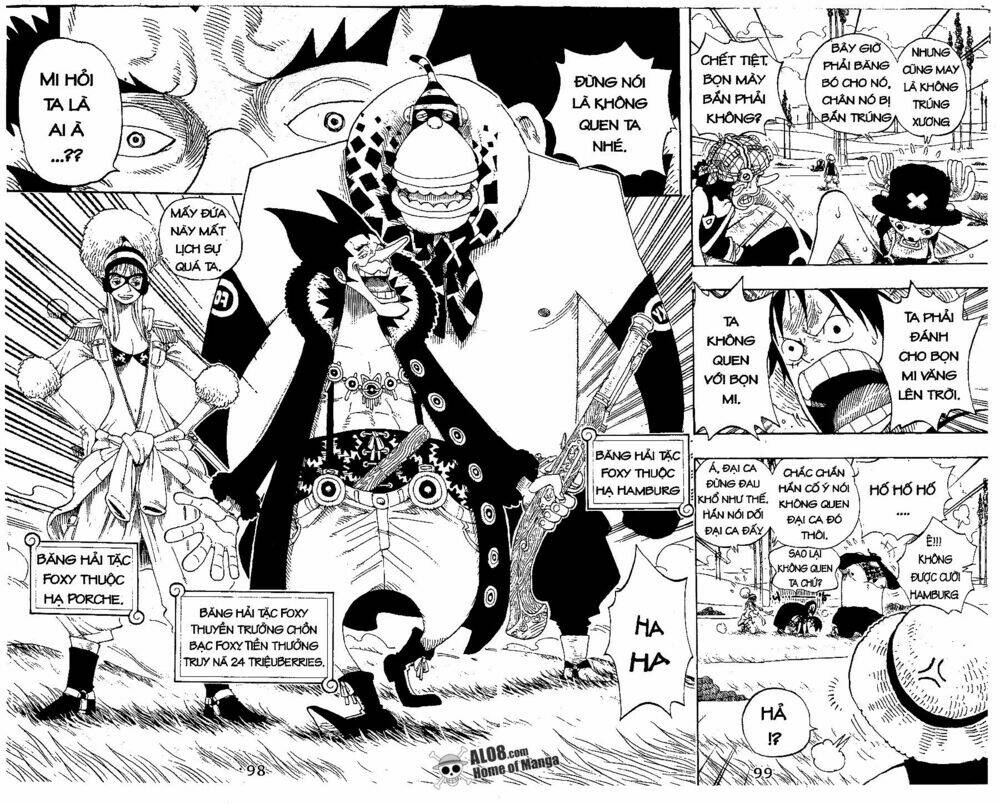 MI HỎI
TA LÀ
AI À
...??
ĐỪNG NÓI
LÀ KHÔNG
QUEN TA
NHÉ.
MẤY ĐỨA
NÀY MẤT
LỊCH SỰ
QUÁ TA.
BĂNG HẢI TẶC
FOXY THUỘC
HẠ HAMBURG
BĂNG HẢI TẶC
FOXY THUỘC
HẠ PORCHE.
BĂNG HẢI TẶC FOXY
THUYỀN TRƯỞNG CHỒN
BẠC FOXY TIỀN THƯỞNG
TRUY NÃ 24 TRIỆUBERRIES.
HA
HA
98
AL08.com
Home of Manga
CHẾT TIỆT.
BỌN MÀY
BẮN PHẢI
KHÔNG?
BÂY GIỜ
PHẢI BĂNG
BÓ CHO NÓ,
CHÂN NÓ BỊ
BẮN TRÚNG
NHƯNG
CŨNG MAY
LÀ KHÔNG
TRÚNG
XƯƠNG
TA
KHÔNG
QUEN
VỚI BỌN
MI.
TA PHẢI
ĐÁNH
CHO BỌN
MI VĂNG
LÊN TRỜI.
Á, ĐẠI CA
ĐỪNG ĐAU
KHỔ NHƯ THẾ,
HẮN NÓI DỐI
ĐẠI CA ĐẤY.
CHẮC CHẮN
HẮN CỐ Ý NÓI
KHÔNG QUEN
ĐẠI CA ĐÓ
THÔI.
SAO LẠI
KHÔNG QUEN
TA CHỨ?
HỐ HỐ HỐ
....
Ê!!!
KHÔNG
ĐƯỢC CƯỜI
HAMBURG
HẢ
!?
99